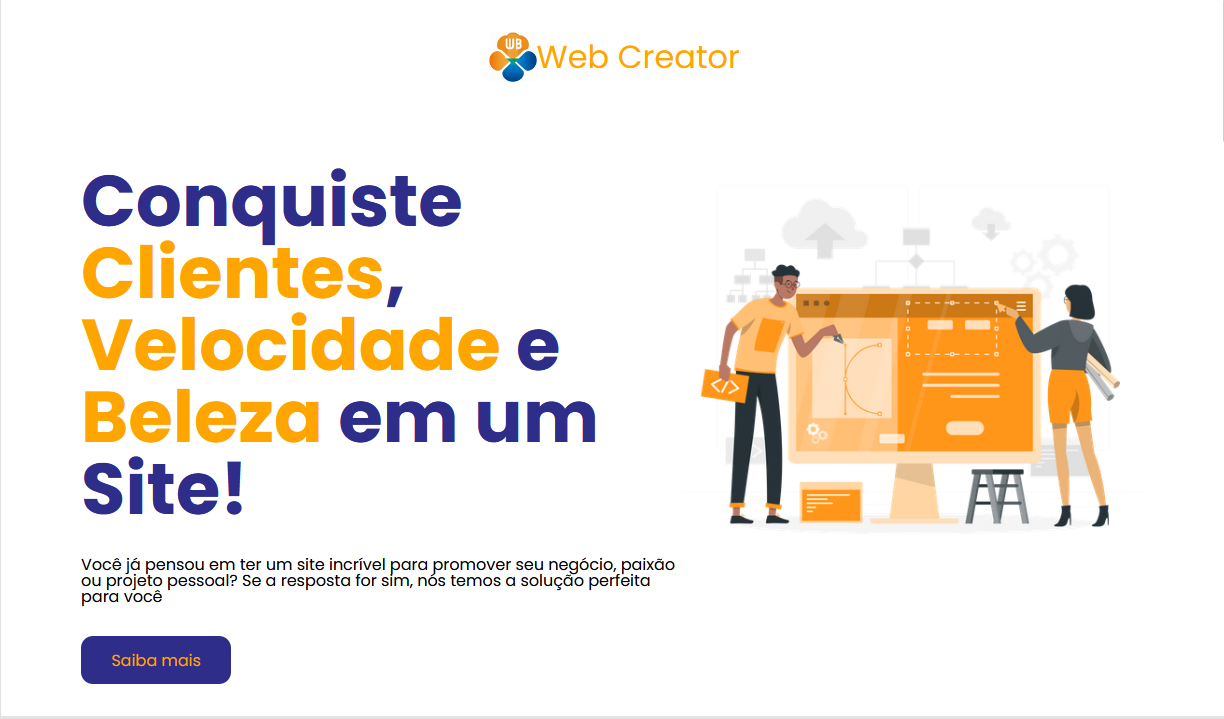 WB
Web Creator
Conquiste
Clientes,
Velocidade e
Beleza em um
Site!
</>
Você já pensou em ter um site incrível para promover seu negócio, paixão
ou projeto pessoal? Se a resposta for sim, nós temos a solução perfeita
para você
Saiba mais